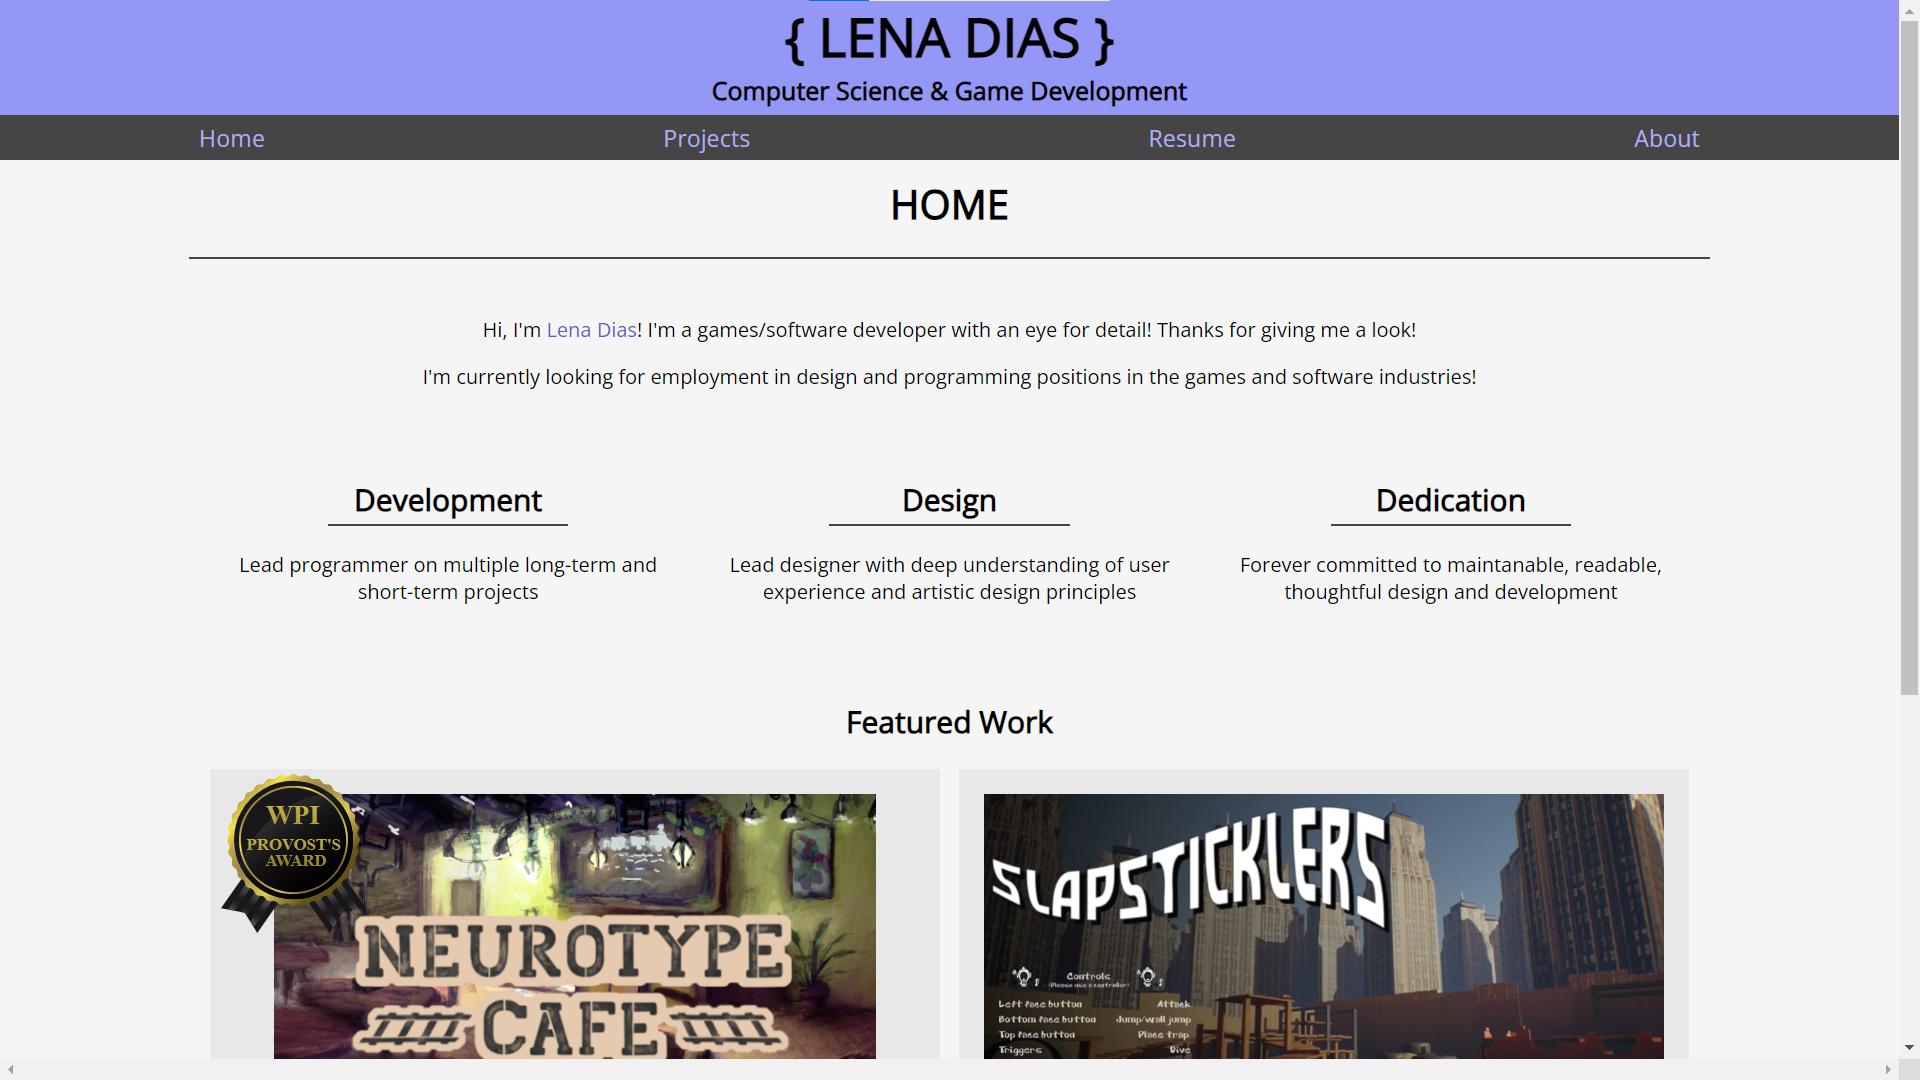 { LENA DIAS }
Computer Science & Game Development
Home
Projects
Resume
About
HOME
Hi, I'm Lena Dias! I'm a games/software developer with an eye for detail! Thanks for giving me a look!
I'm currently looking for employment in design and programming positions in the games and software industries!
Development
Lead programmer on multiple long-term and
short-term projects
Design
Lead designer with deep understanding of user
experience and artistic design principles
Dedication
Forever committed to maintanable, readable,
thoughtful design and development
Featured Work
WPI
PROVOST'S
AWARD
NEUROTYPE
CAFE
SLAPSTICKLERS
Controls
(Please use a controller)
Left face button Attack
Bottom face button Jump/wall jump
Top face button Place trap
Triggers Dive